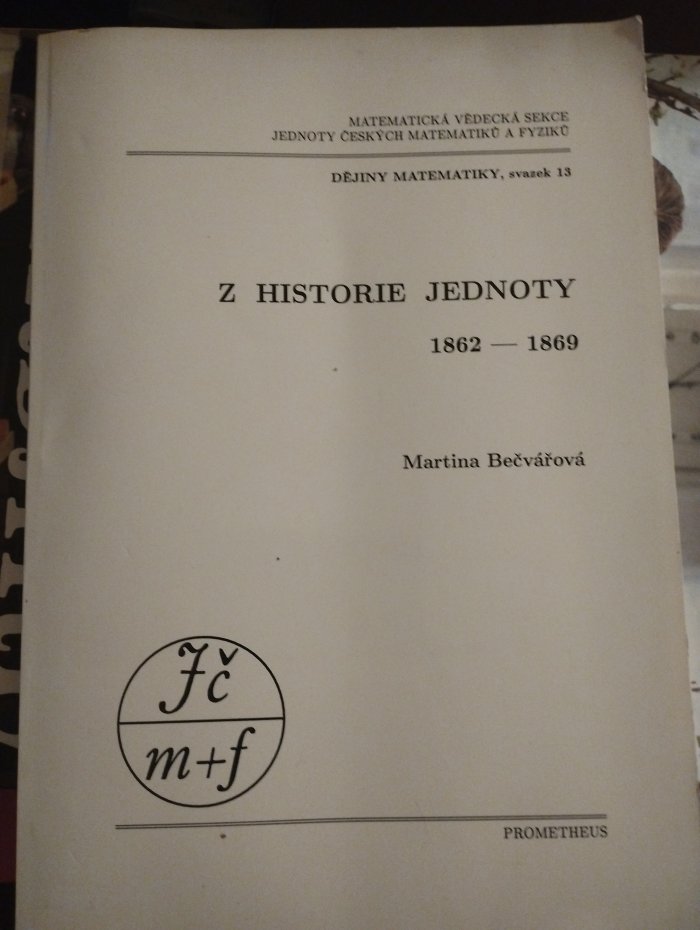 MATEMATICKÁ VĚDECKÁ SEKCE
JEDNOTY ČESKÝCH MATEMATIKŮ A FYZIKŮ
DĚJINY MATEMATIKY, svazek 13
Z HISTORIE JEDNOTY
1862 — 1869
Martina Bečvářová
Jč
m+f
PROMETHEUS